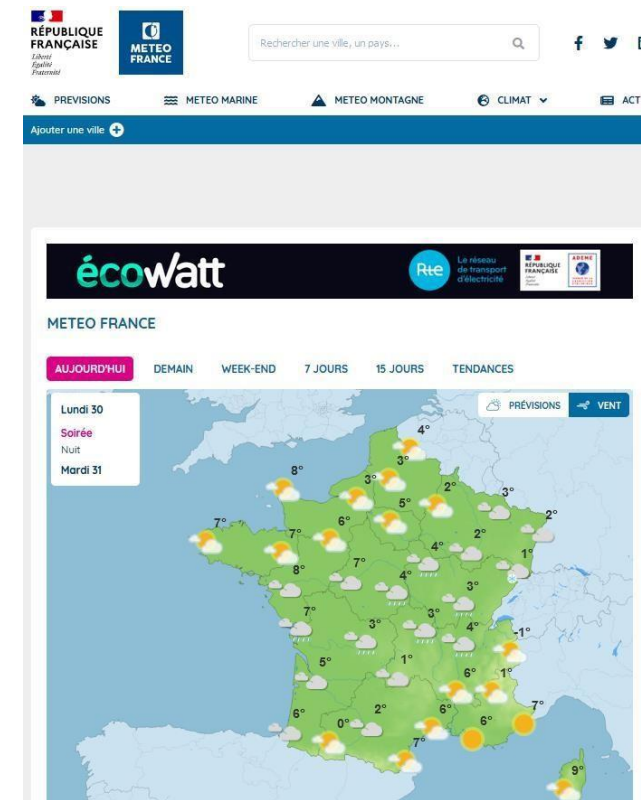 RÉPUBLIQUE
FRANÇAISE
Liberté
Égalité
Fraternité
METEO
FRANCE
Rechercher une ville, un pays...
PREVISIONS
METEO MARINE
METEO MONTAGNE
CLIMAT
ACT
Ajouter une ville
écowatt
Rte
Le réseau
de transport
d'électricité
RÉPUBLIQUE
FRANÇAISE
ADEME
METEO FRANCE
AUJOURD'HUI
DEMAIN
WEEK-END
7 JOURS
15 JOURS
TENDANCES
Lundi 30
Soirée
Nuit
Mardi 31
PRÉVISIONS
VENT
4°
3°
8°
3°
2°
3°
5°
2°
7°
6°
7°
2°
4°
1°
7°
8°
4°
3°
7°
3°
3°
4°
-1°
5°
1°
6°
1°
6°
2°
6°
7°
0°
6°
7°
9°